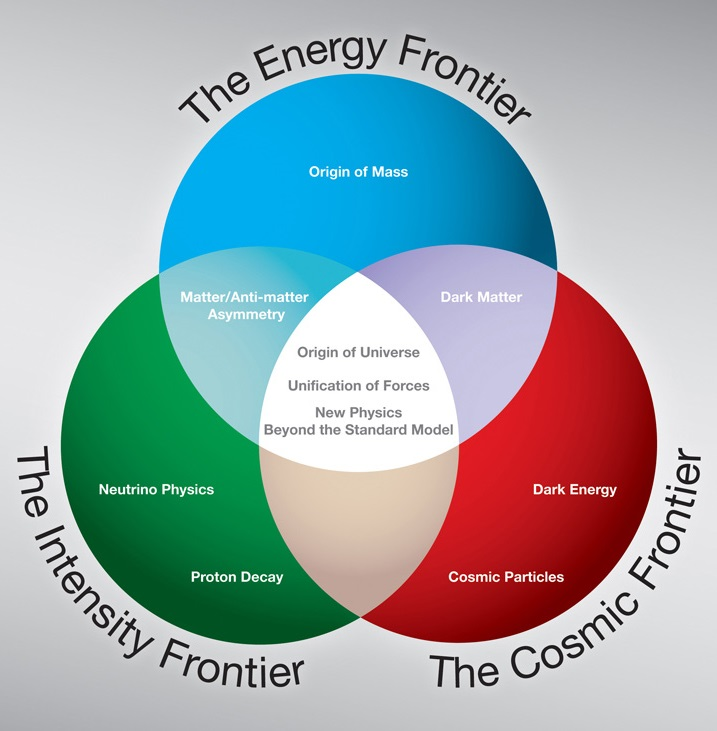 The Energy Frontier
Origin of Mass
Matter/Anti-matter
Asymmetry
Dark Matter
Origin of Universe
Unification of Forces
New Physics
Beyond the Standard Model
Neutrino Physics
Dark Energy
Proton Decay
Cosmic Particles
The Intensity Frontier
The Cosmic Frontier